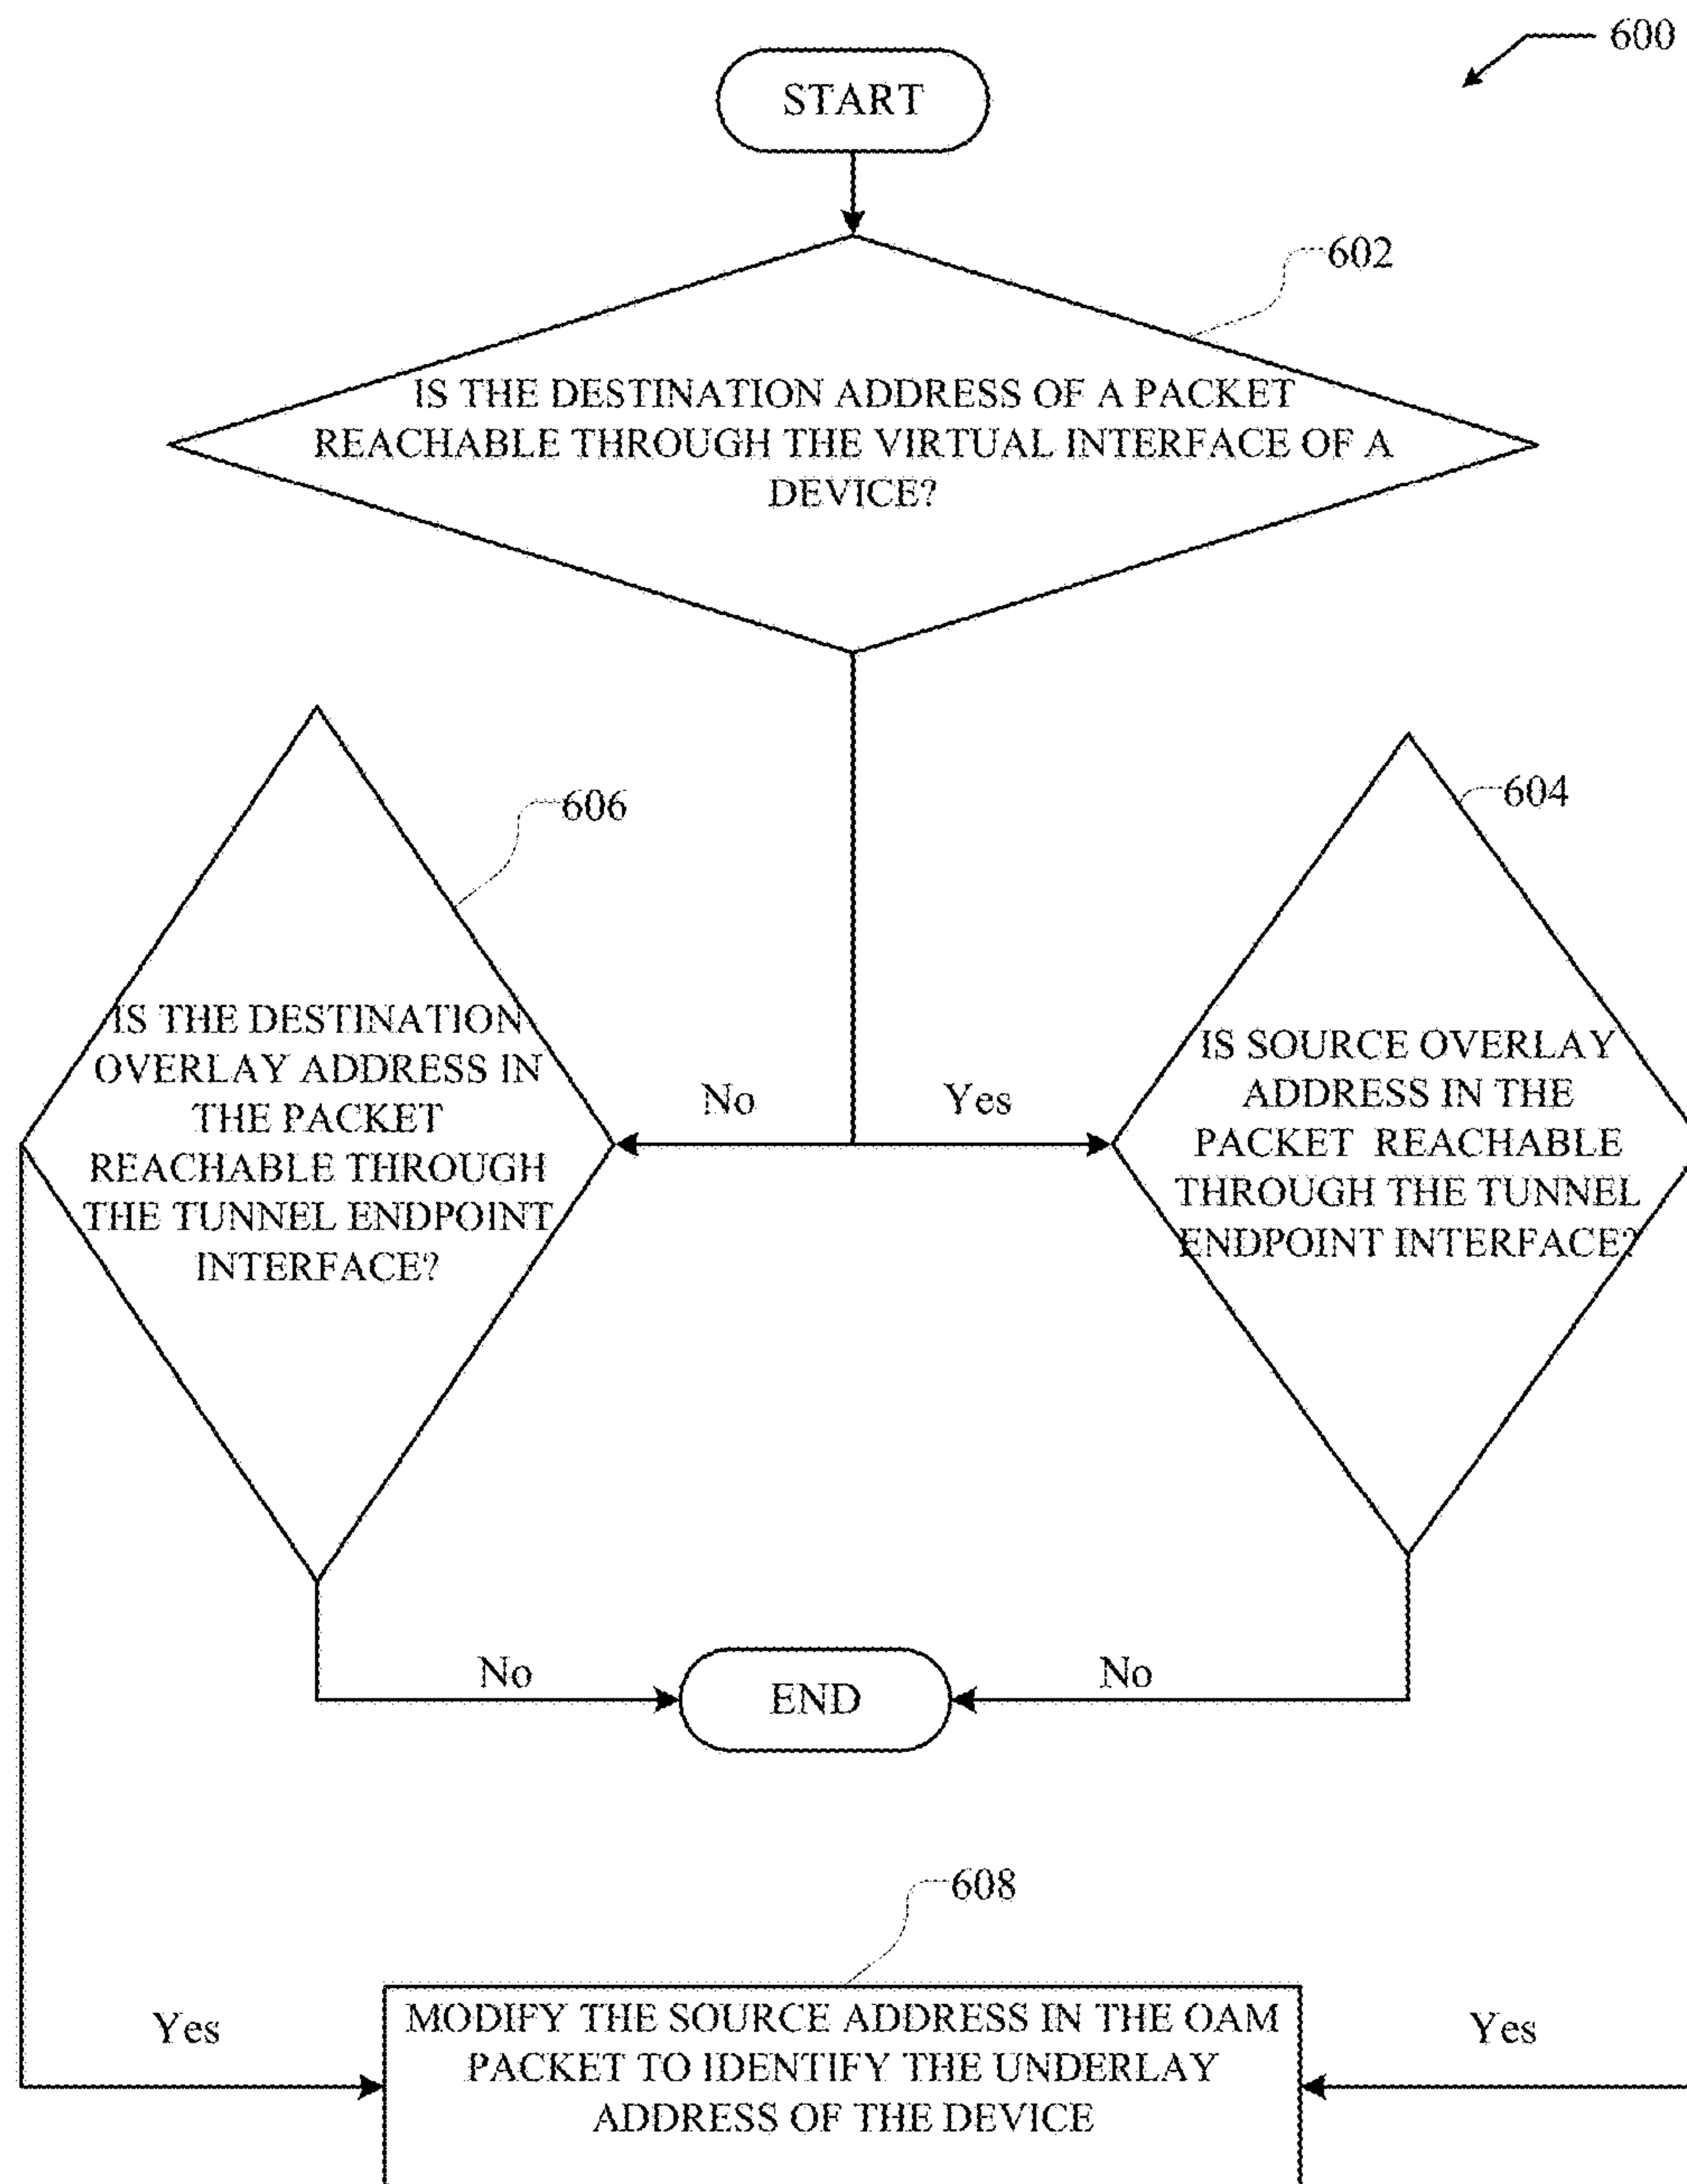 600
START
602
IS THE DESTINATION ADDRESS OF A PACKET
REACHABLE THROUGH THE VIRTUAL INTERFACE OF A
DEVICE?
606
604
IS THE DESTINATION
OVERLAY ADDRESS IN
THE PACKET
REACHABLE THROUGH
THE TUNNEL ENDPOINT
INTERFACE?
No
Yes
IS SOURCE OVERLAY
ADDRESS IN THE
PACKET REACHABLE
THROUGH THE TUNNEL
ENDPOINT INTERFACE?
No
END
No
608
Yes
MODIFY THE SOURCE ADDRESS IN THE OAM
PACKET TO IDENTIFY THE UNDERLAY
ADDRESS OF THE DEVICE
Yes